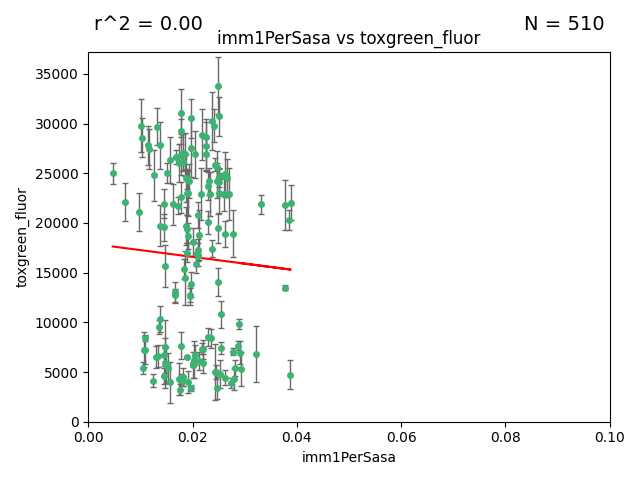 r^2 = 0.00
N = 510
imm1PerSasa vs toxgreen_fluor
35000
30000
25000
20000
15000
10000
5000
0
toxgreen_fluor
0.00
0.02
0.04
0.06
0.08
0.10
imm1PerSasa